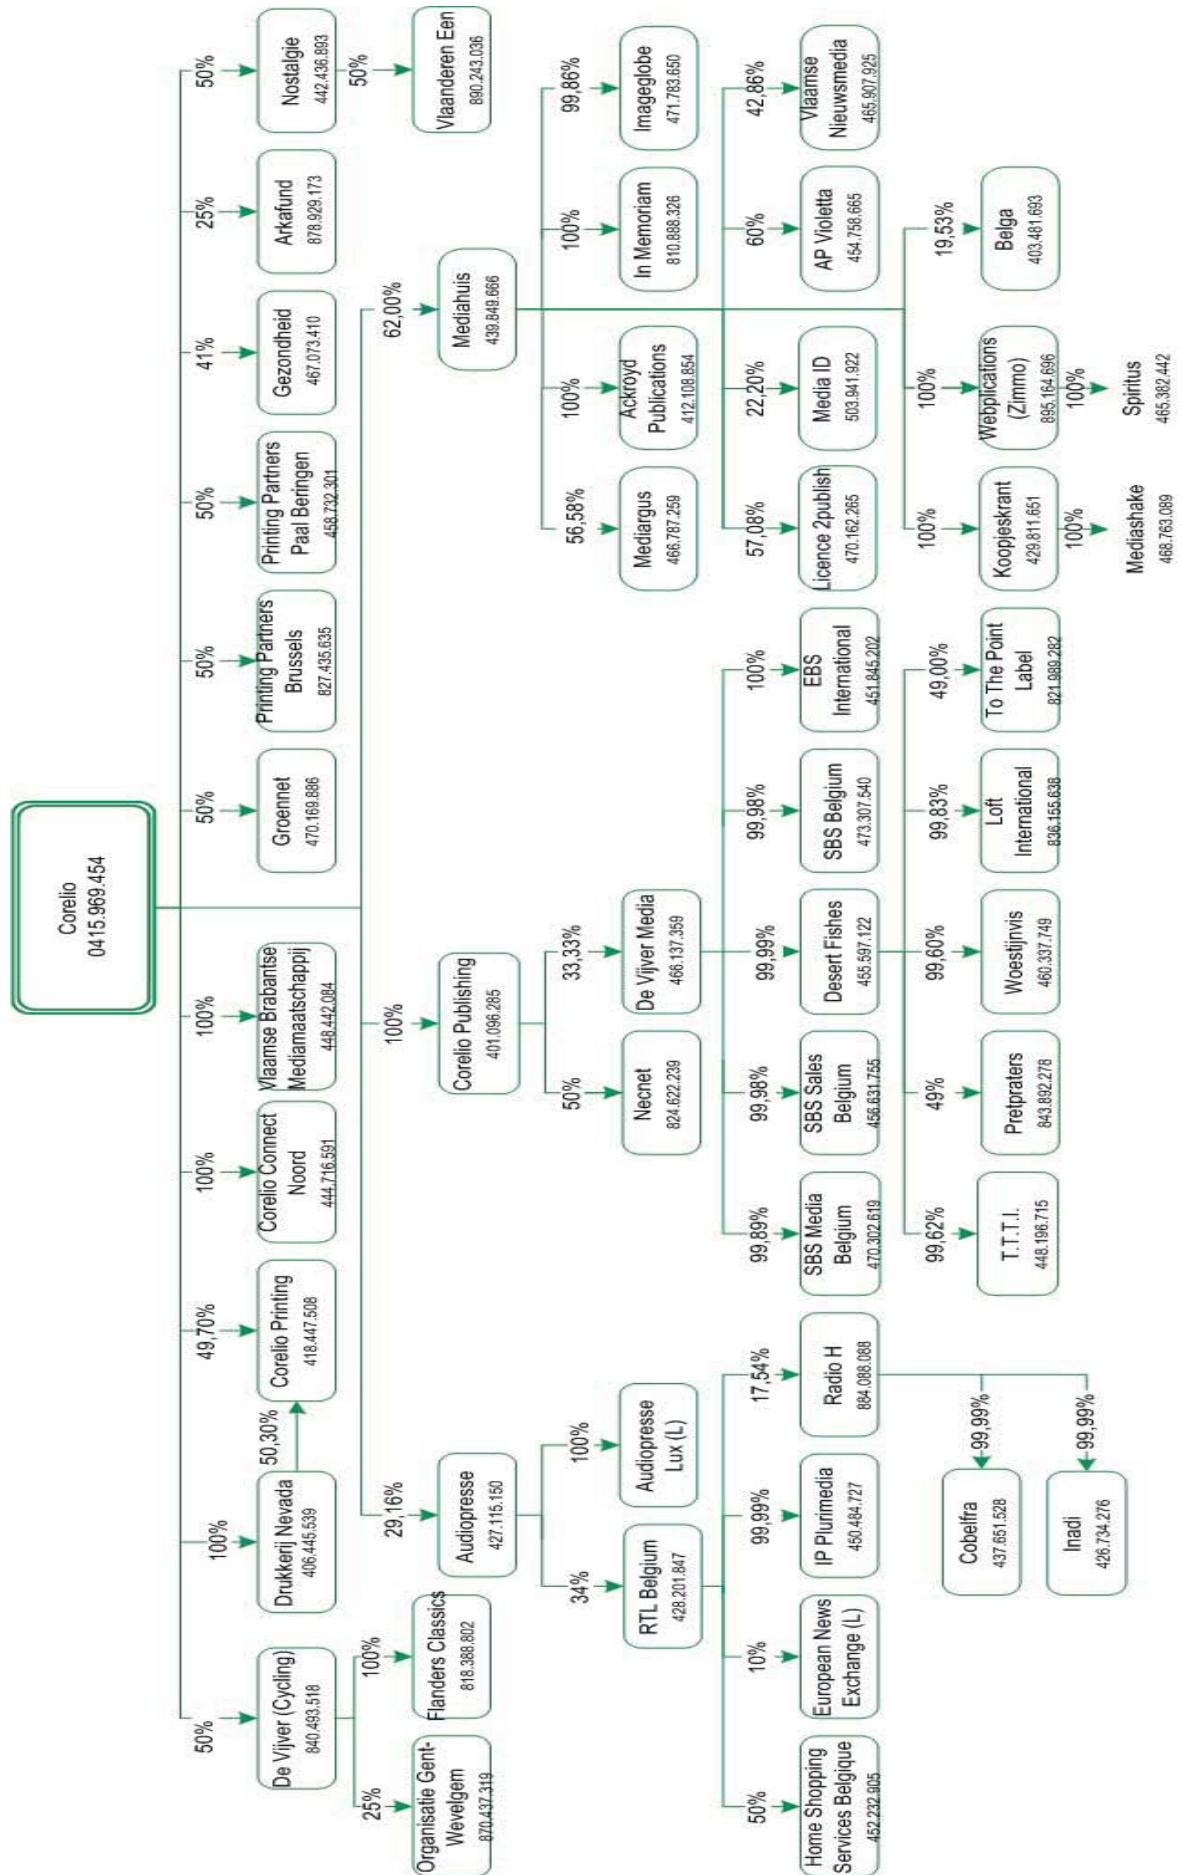 Corelio
0415.969.454
50%
100%
49,70%
100%
100%
50%
50%
50%
41%
25%
50%
De Vijver (Cycling)
840.493.518
Drukkerij Nevada
406.445.539
50,30%
Corelio Printing
418.447.508
Corelio Connect
Noord
444.716.591
Vlaamse Brabantse
Mediamaatschappij
448.442.084
Groennet
470.169.886
Printing Partners
Brussels
827.435.635
Printing Partners
Paal Beringen
458.732.301
Gezondheid
467.073.410
Arkafund
878.929.173
Nostalgie
442.436.893
25%
100%
29,16%
100%
62,00%
50%
Organisatie Gent-
Wevelgem
870.437.319
Flanders Classics
818.388.802
Audiopresse
427.115.150
Corelio Publishing
401.096.285
Mediahuis
439.849.666
Vlaanderen Een
890.243.036
34%
100%
50%
33,33%
56,58%
100%
100%
99,86%
RTL Belgium
428.201.847
Audiopresse
Lux (L)
Necnet
824.622.239
De Vijver Media
466.137.359
Mediargus
466.787.259
Ackroyd
Publications
412.108.854
In Memoriam
810.888.326
Imageglobe
471.783.650
50%
10%
99,99%
17,54%
99,89%
99,98%
99,99%
99,98%
100%
57,08%
22,20%
60%
42,86%
Home Shopping
Services Belgique
452.232.905
European News
Exchange (L)
IP Plurimedia
450.484.727
Radio H
884.088.088
SBS Media
Belgium
470.302.619
SBS Sales
Belgium
456.631.755
Desert Fishes
455.597.122
SBS Belgium
473.307.540
EBS
International
451.845.202
Licence 2publish
470.162.265
Media ID
503.941.922
AP Violetta
454.758.665
Vlaamse
Nieuwsmedia
465.907.925
99,99%
99,99%
99,62%
49%
99,60%
99,83%
49,00%
100%
100%
19,53%
Cobelfra
437.651.528
Inadi
426.734.276
T.T.T.I.
448.196.715
Pretpraters
843.892.278
Woestijnvis
460.337.749
Loft
International
836.155.638
To The Point
Label
821.989.282
Koopjeskrant
429.811.651
Webplications
(Zimmo)
895.164.696
Belga
403.481.693
100%
100%
Mediashake
468.763.089
Spiritus
465.382.442